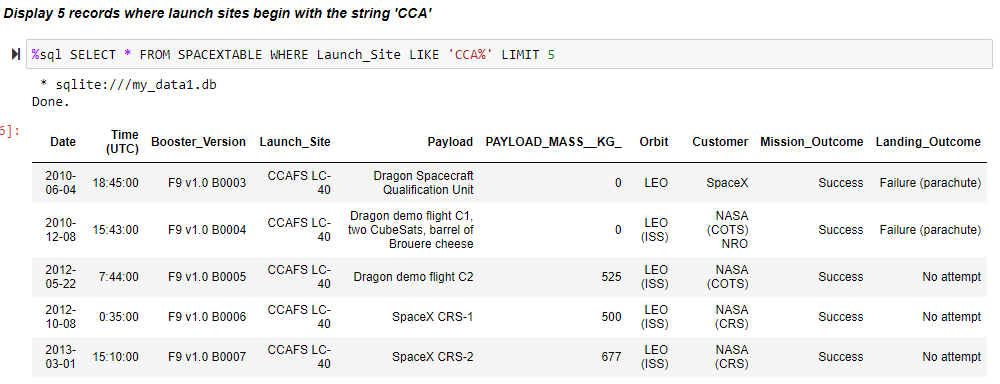 Display 5 records where launch sites begin with the string 'CCA'
%sql SELECT * FROM SPACEXTABLE WHERE Launch_Site LIKE 'CCA%' LIMIT 5
* sqlite:///my_data1.db
Done.
6]:
Date Time (UTC) Booster_Version Launch_Site Payload PAYLOAD_MASS__KG_ Orbit Customer Mission_Outcome Landing_Outcome
2010-06-04 18:45:00 F9 v1.0 B0003 CCAFS LC-40 Dragon Spacecraft Qualification Unit 0 LEO SpaceX Success Failure (parachute)
2010-12-08 15:43:00 F9 v1.0 B0004 CCAFS LC-40 Dragon demo flight C1, two CubeSats, barrel of Brouere cheese 0 LEO (ISS) NASA (COTS) NRO Success Failure (parachute)
2012-05-22 7:44:00 F9 v1.0 B0005 CCAFS LC-40 Dragon demo flight C2 525 LEO (ISS) NASA (COTS) Success No attempt
2012-10-08 0:35:00 F9 v1.0 B0006 CCAFS LC-40 SpaceX CRS-1 500 LEO (ISS) NASA (CRS) Success No attempt
2013-03-01 15:10:00 F9 v1.0 B0007 CCAFS LC-40 SpaceX CRS-2 677 LEO (ISS) NASA (CRS) Success No attempt